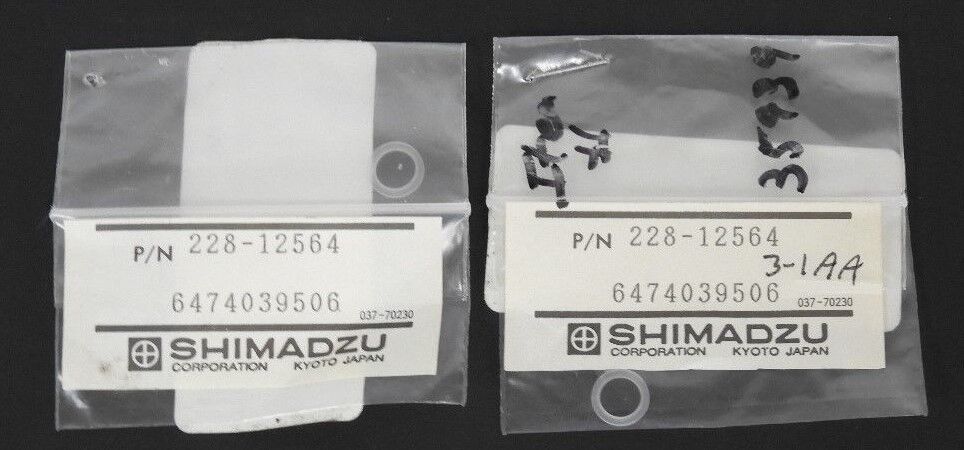 P/N 228-12564
6474039506
037-70230
SHIMADZU
CORPORATION KYOTO JAPAN
35939
P/N 228-12564
3-1AA
6474039506
037-70230
SHIMADZU
CORPORATION KYOTO JAPAN